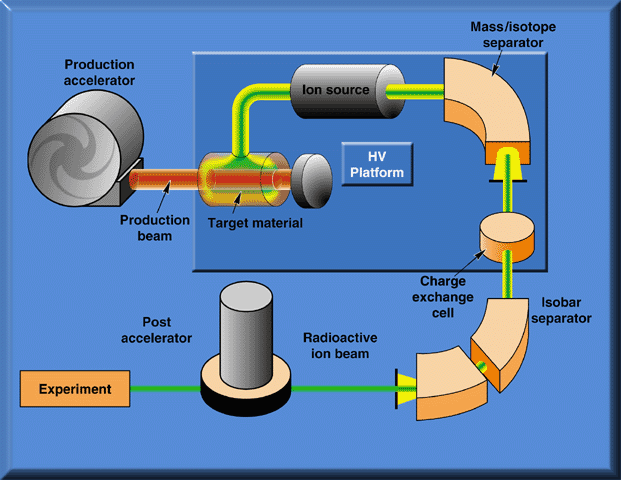 Mass/isotope
separator
Production
accelerator
Ion source
HV
Platform
Production
beam
Target material
Charge
exchange
cell
Isobar
separator
Post
accelerator
Radioactive
ion beam
Experiment